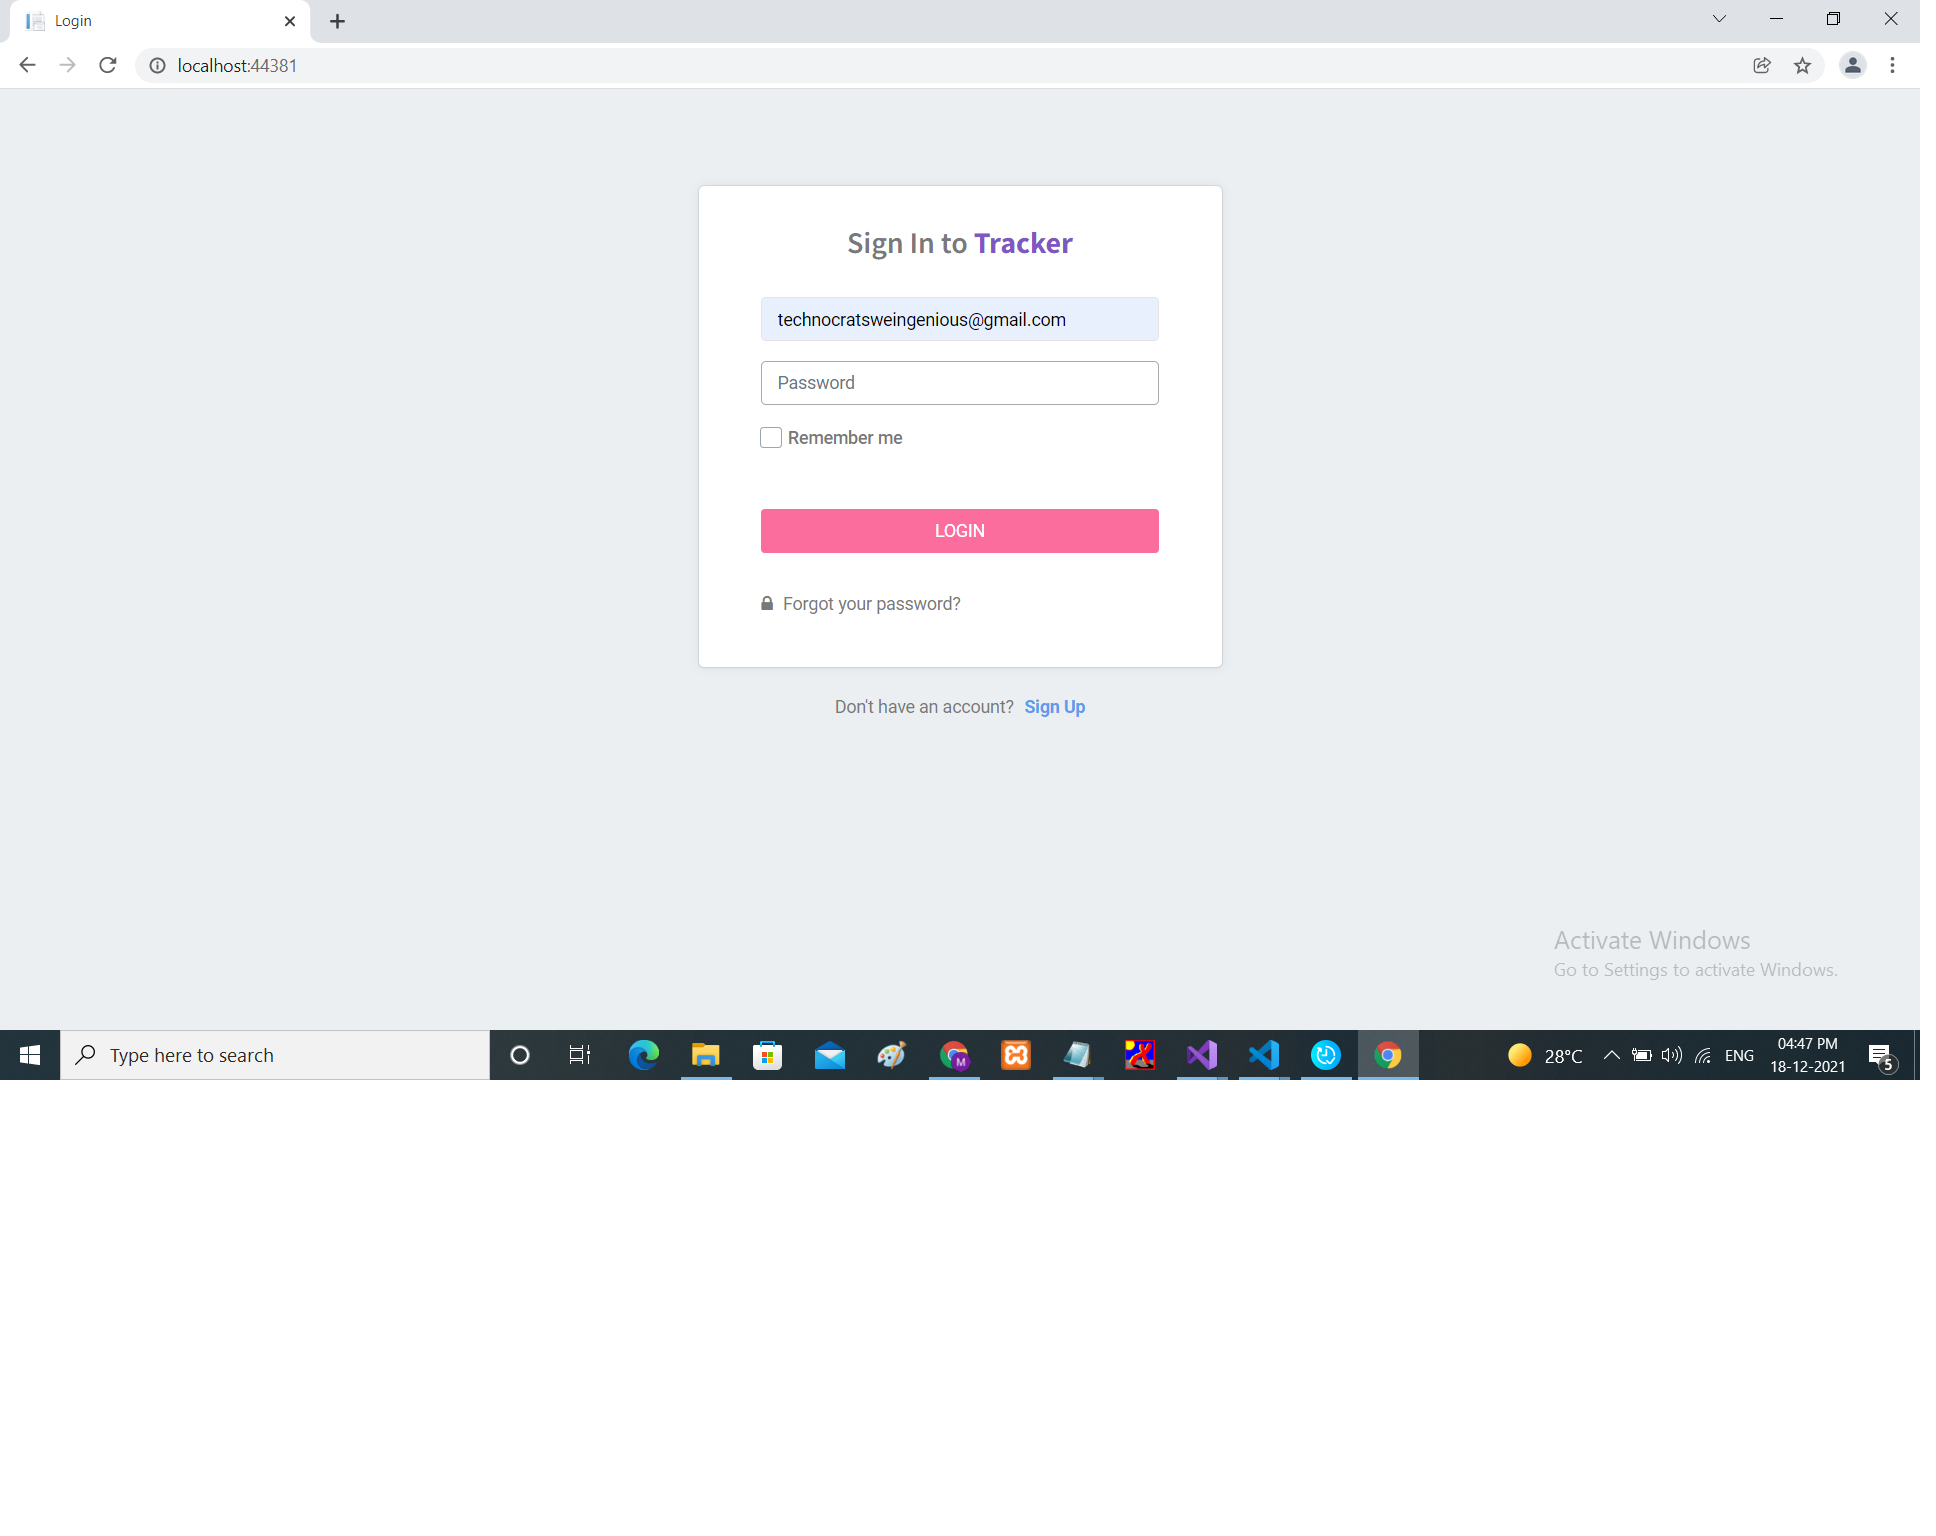 Login
localhost:44381
Sign In to Tracker
technocratsweingenious@gmail.com
Password
Remember me
LOGIN
Forgot your password?
Don't have an account? Sign Up
Activate Windows
Go to Settings to activate Windows.
Type here to search
M
28°C
ENG
04:47 PM
18-12-2021
5